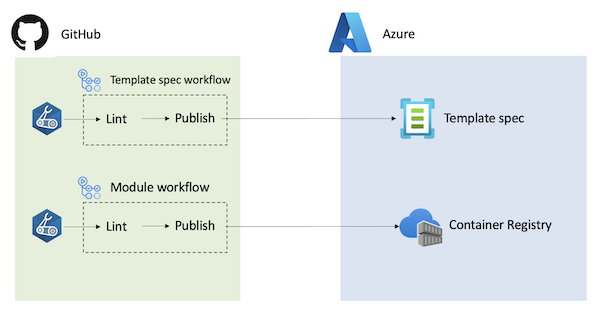 GitHub
Azure
Template spec workflow
Lint
Publish
Template spec
Module workflow
Lint
Publish
Container Registry